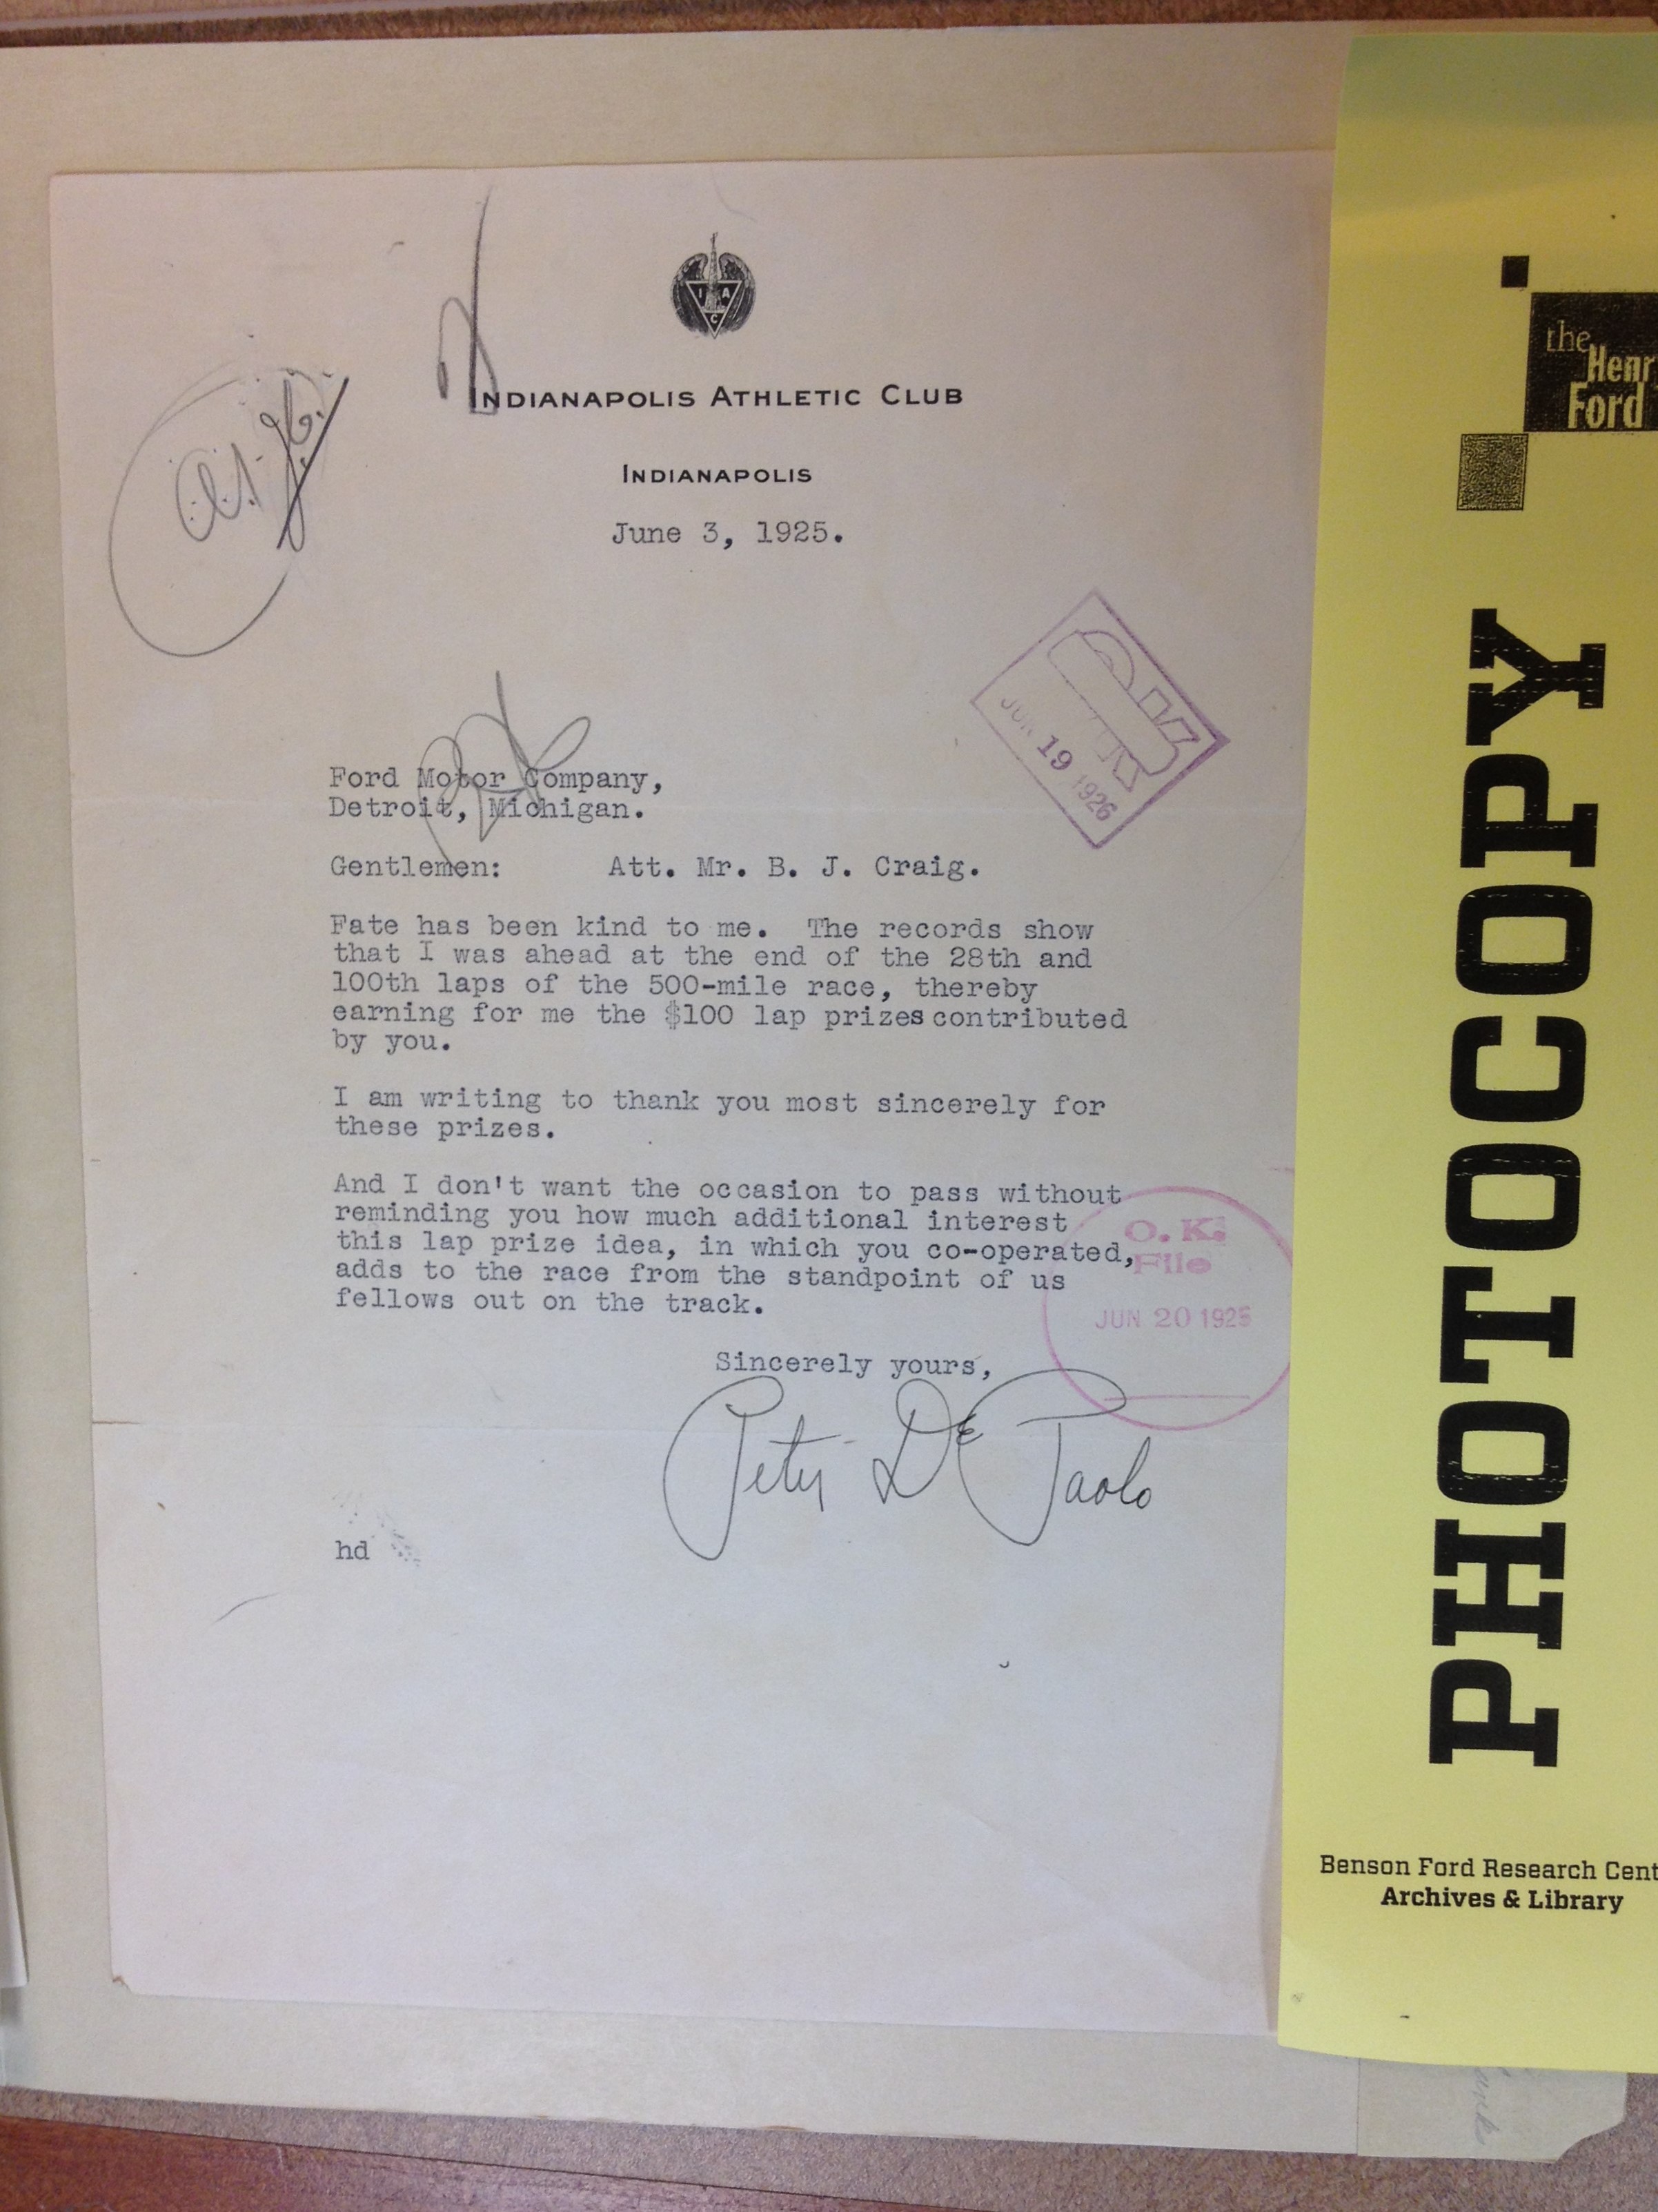 I A
C
INDIANAPOLIS ATHLETIC CLUB
INDIANAPOLIS
June 3, 1925.
OK
JUN 19 1926
Ford Motor Company,
Detroit, Michigan.
Gentlemen: Att. Mr. B. J. Craig.
Fate has been kind to me. The records show
that I was ahead at the end of the 28th and
100th laps of the 500-mile race, thereby
earning for me the $100 lap prizes contributed
by you.
I am writing to thank you most sincerely for
these prizes.
And I don't want the occasion to pass without
reminding you how much additional interest
this lap prize idea, in which you co-operated,
adds to the race from the standpoint of us
fellows out on the track.
O. K.
File
JUN 20 1925
Sincerely yours,
Peter De Paolo
hd
the
Henr
Ford
PHOTOCOPY
Benson Ford Research Cent
Archives & Library